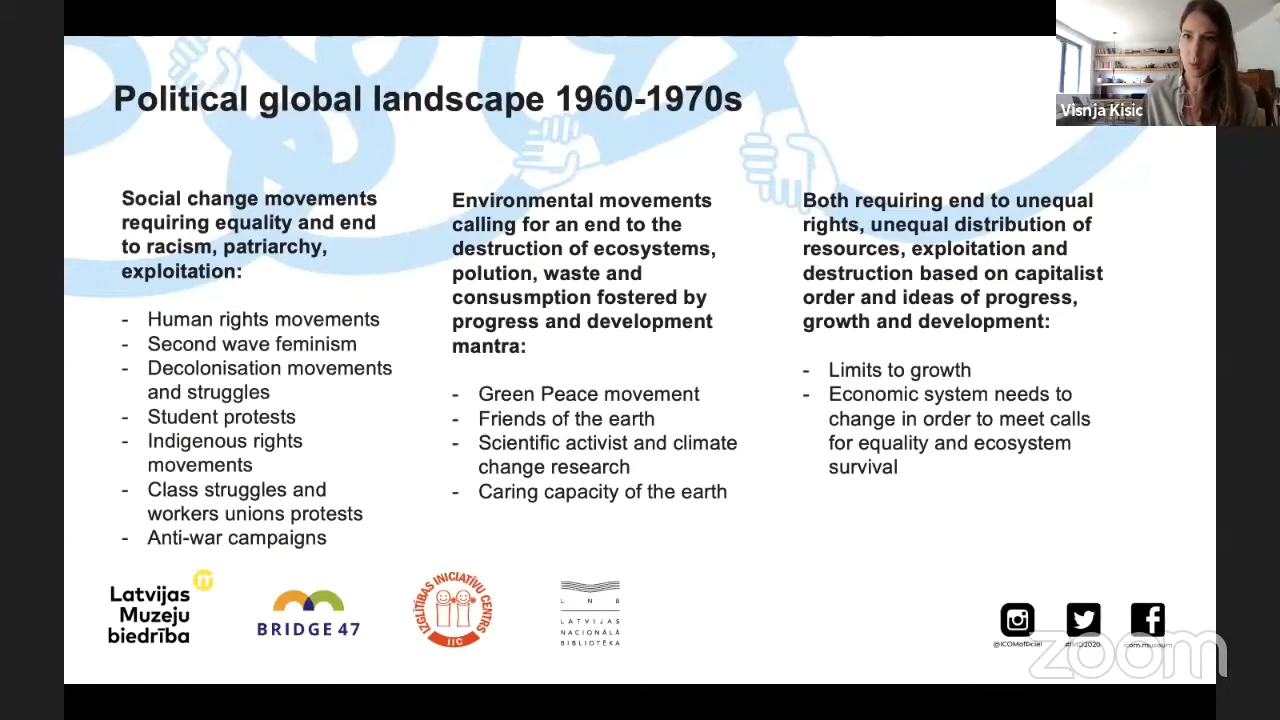 Political global landscape 1960-1970s
Visnja Kisic
Social change movements
requiring equality and end
to racism, patriarchy,
exploitation:
- Human rights movements
- Second wave feminism
- Decolonisation movements
and struggles
- Student protests
- Indigenous rights
movements
- Class struggles and
workers unions protests
- Anti-war campaigns
Environmental movements
calling for an end to the
destruction of ecosystems,
polution, waste and
consusmption fostered by
progress and development
mantra:
- Green Peace movement
- Friends of the earth
- Scientific activist and climate
change research
- Caring capacity of the earth
Both requiring end to unequal
rights, unequal distribution of
resources, exploitation and
destruction based on capitalist
order and ideas of progress,
growth and development:
- Limits to growth
- Economic system needs to
change in order to meet calls
for equality and ecosystem
survival
m
Latvijas
Muzeju
biedrība
BRIDGE 47
IZGLĪTĪBAS INICIATĪVU CENTRS
IIC
L N B
LATVIJAS
NACIONĀLĀ
BIBLIOTĒKA
zoom